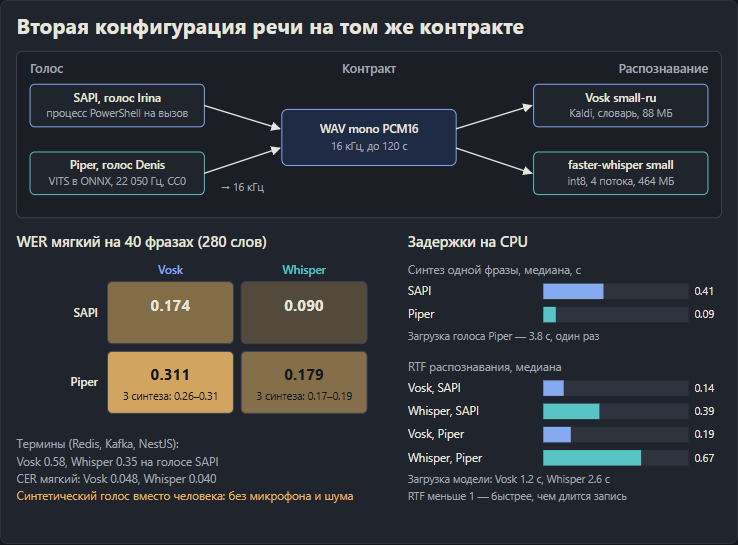 Вторая конфигурация речи на том же контракте
Голос
Контракт
Распознавание
SAPI, голос Irina
процесс PowerShell на вызов
WAV mono PCM16
16 кГц, до 120 с
Vosk small-ru
Kaldi, словарь, 88 МБ
Piper, голос Denis
VITS в ONNX, 22 050 Гц, CC0
→ 16 кГц
faster-whisper small
int8, 4 потока, 464 МБ
WER мягкий на 40 фразах (280 слов)
Vosk
Whisper
SAPI
0.174
0.090
Piper
0.311
3 синтеза: 0.26–0.31
0.179
3 синтеза: 0.17–0.19
Термины (Redis, Kafka, NestJS):
Vosk 0.58, Whisper 0.35 на голосе SAPI
CER мягкий: Vosk 0.048, Whisper 0.040
Синтетический голос вместо человека: без микрофона и шума
Задержки на CPU
Синтез одной фразы, медиана, с
SAPI 0.41
Piper 0.09
Загрузка голоса Piper — 3.8 с, один раз
RTF распознавания, медиана
Vosk, SAPI 0.14
Whisper, SAPI 0.39
Vosk, Piper 0.19
Whisper, Piper 0.67
Загрузка модели: Vosk 1.2 с, Whisper 2.6 с
RTF меньше 1 — быстрее, чем длится запись